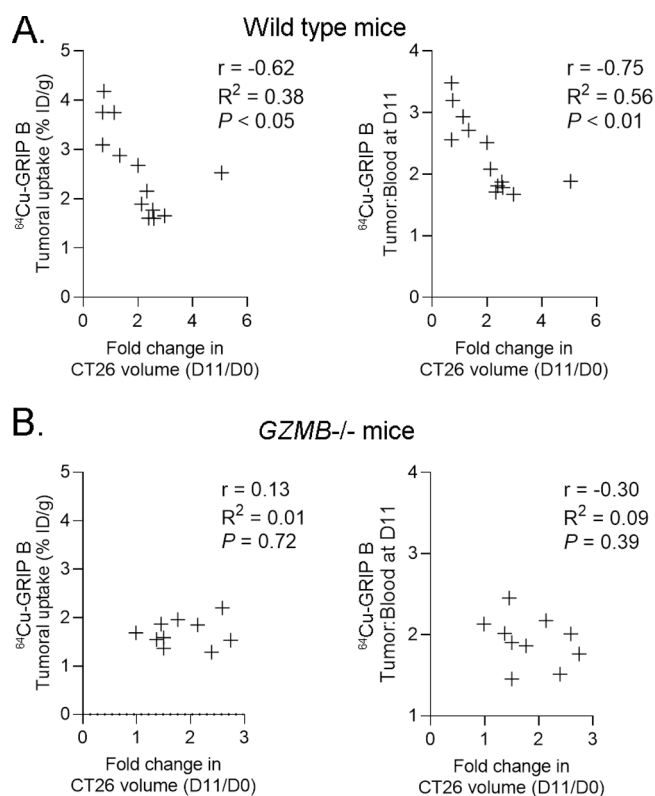 A.
Wild type mice
⁶⁴Cu-GRIP B
Tumoral uptake (% ID/g)
5
4
3
2
1
0
r = -0.62
R² = 0.38
P < 0.05
0
2
4
6
Fold change in
CT26 volume (D11/D0)
⁶⁴Cu-GRIP B
Tumor:Blood at D11
4
3
2
1
r = -0.75
R² = 0.56
P < 0.01
0
2
4
6
Fold change in
CT26 volume (D11/D0)
B.
GZMB-/- mice
⁶⁴Cu-GRIP B
Tumoral uptake (% ID/g)
5
4
3
2
1
0
r = 0.13
R² = 0.01
P = 0.72
0
1
2
3
Fold change in
CT26 volume (D11/D0)
⁶⁴Cu-GRIP B
Tumor:Blood at D11
4
3
2
1
r = -0.30
R² = 0.09
P = 0.39
0
1
2
3
Fold change in
CT26 volume (D11/D0)